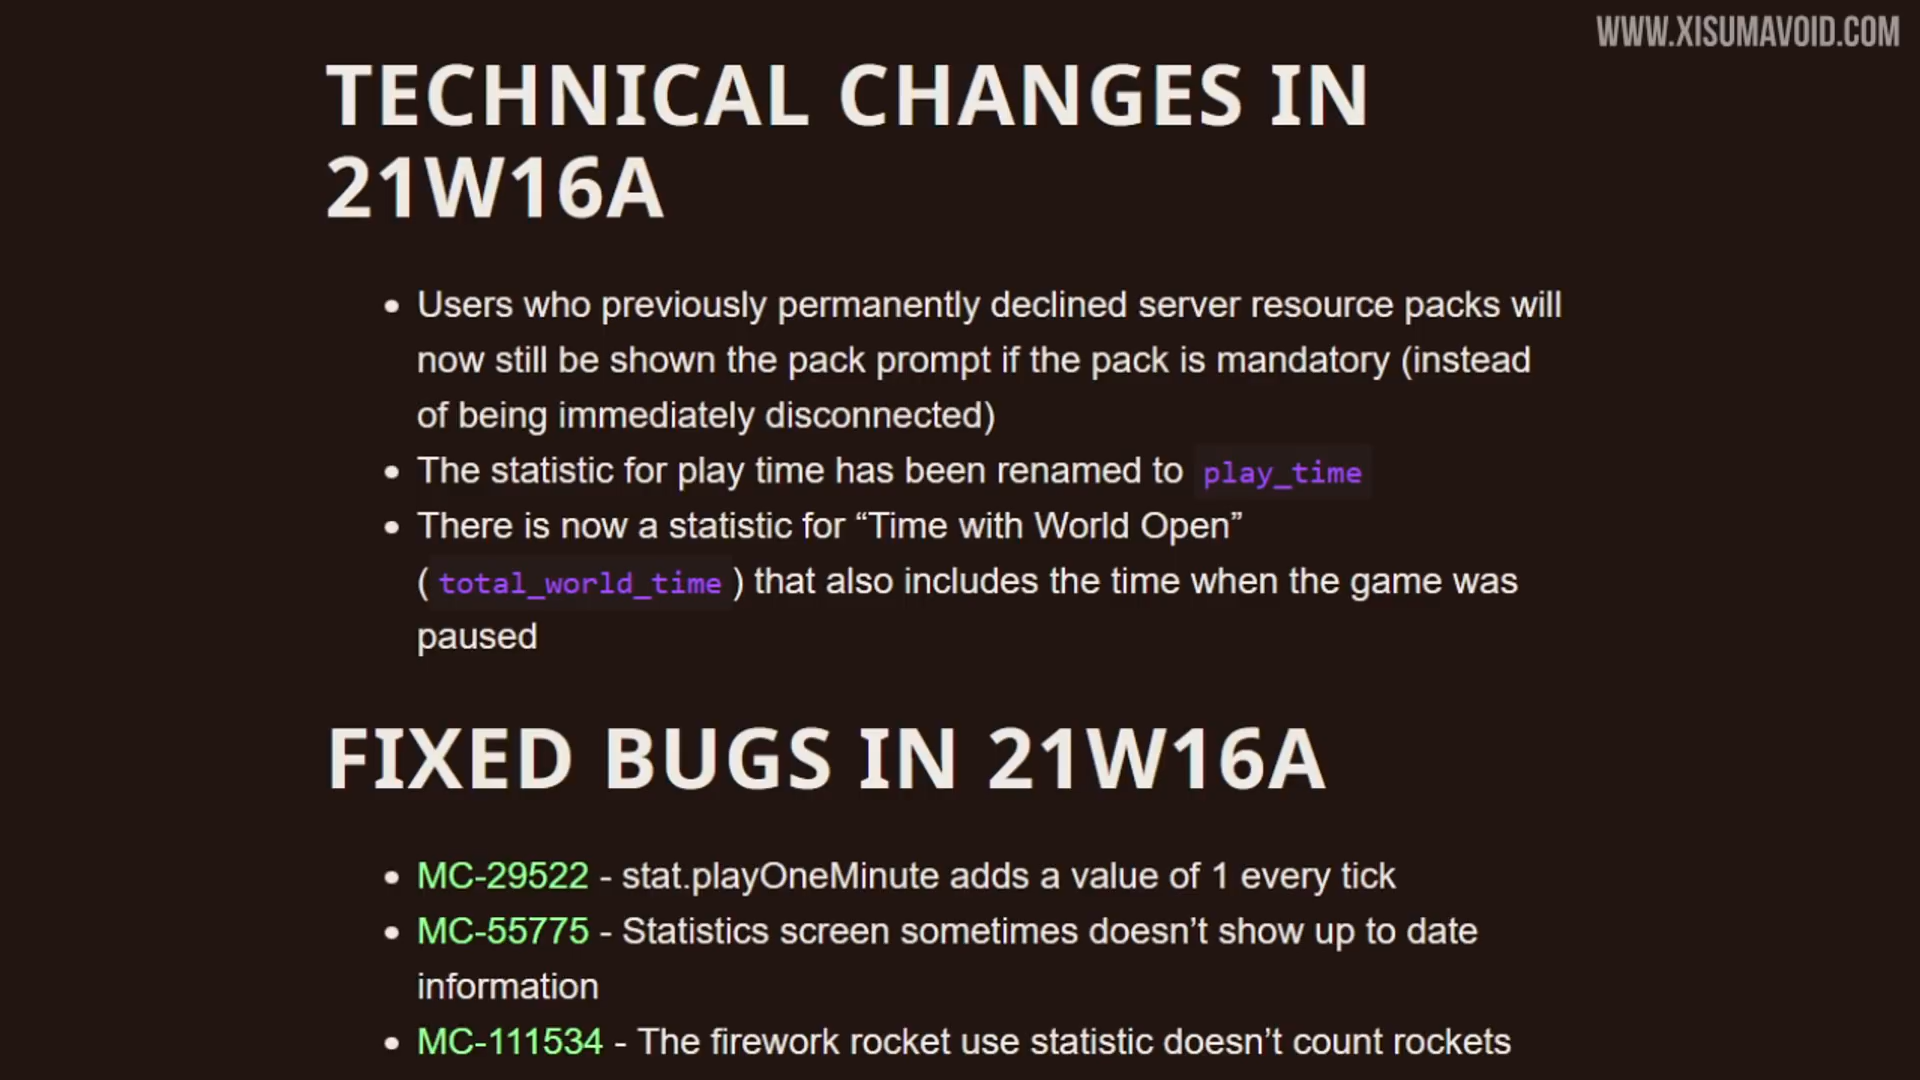 WWW.XISUMAVOID.COM
TECHNICAL CHANGES IN
21W16A
• Users who previously permanently declined server resource packs will
now still be shown the pack prompt if the pack is mandatory (instead
of being immediately disconnected)
• The statistic for play time has been renamed to play_time
• There is now a statistic for “Time with World Open”
( total_world_time ) that also includes the time when the game was
paused
FIXED BUGS IN 21W16A
• MC-29522 - stat.playOneMinute adds a value of 1 every tick
• MC-55775 - Statistics screen sometimes doesn’t show up to date
information
• MC-111534 - The firework rocket use statistic doesn’t count rockets